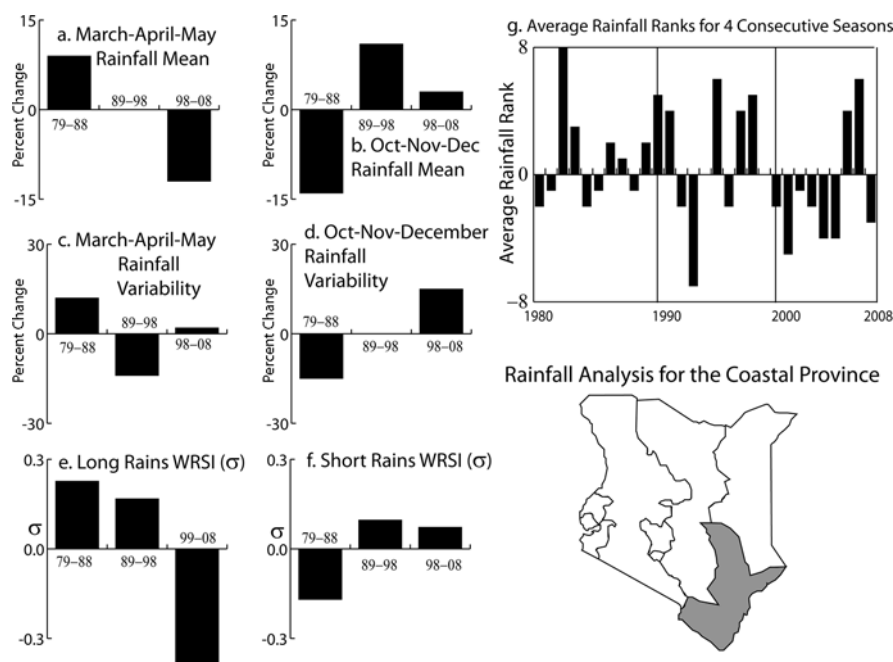 a. March-April-May
Rainfall Mean
Percent Change
15
0
-15
79–88
89–98
98–08
Percent Change
15
0
-15
79–88
89–98
98–08
b. Oct-Nov-Dec
Rainfall Mean
c. March-April-May
Rainfall
Variability
Percent Change
30
0
-30
79–88
89–98
98–08
d. Oct-Nov-December
Rainfall
Variability
Percent Change
30
0
-30
79–88
89–98
98–08
e. Long Rains WRSI (σ)
σ
0.3
0.0
-0.3
79–88
89–98
99–08
f. Short Rains WRSI (σ)
σ
0.3
0.0
-0.3
79–88
89–98
98–08
g. Average Rainfall Ranks for 4 Consecutive Seasons
Average Rainfall Rank
8
0
−8
1980
1990
2000
2008
Rainfall Analysis for the Coastal Province